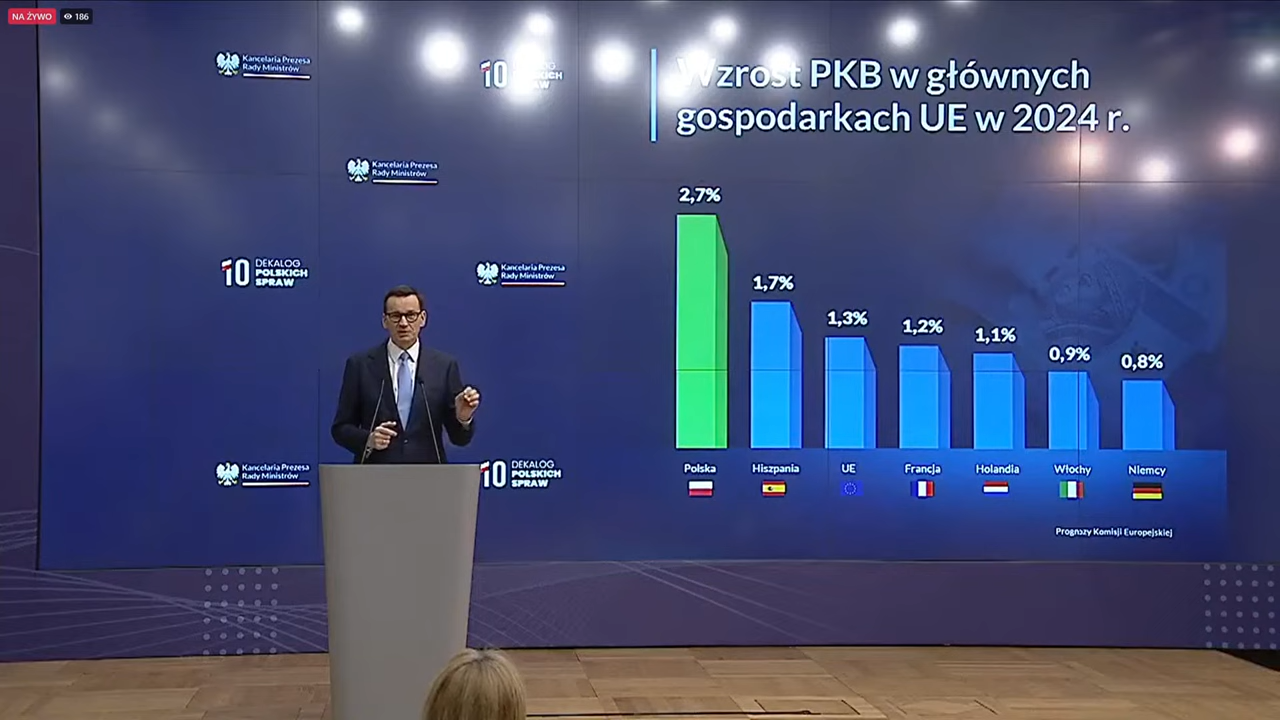 NA ŻYWO
186
Kancelaria Prezesa
Rady Ministrów
10
Wzrost PKB w głównych
gospodarkach UE w 2024 r.
Kancelaria Prezesa
Rady Ministrów
10 DEKALOG
POLSKICH
SPRAW
Kancelaria Prezesa
Rady Ministrów
Kancelaria Prezesa
Rady Ministrów
10 DEKALOG
POLSKICH
SPRAW
2,7%
1,7%
1,3%
1,2%
1,1%
0,9%
0,8%
Polska
Hiszpania
UE
Francja
Holandia
Włochy
Niemcy
Prognozy Komisji Europejskiej